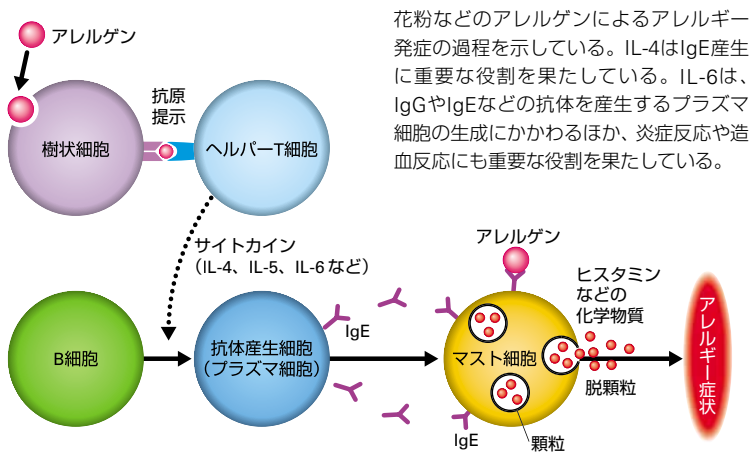 花粉などのアレルゲンによるアレルギー
発症の過程を示している。IL-4はIgE産生
に重要な役割を果たしている。IL-6は、
IgGやIgEなどの抗体を産生するプラズマ
細胞の生成にかかわるほか、炎症反応や造
血反応にも重要な役割を果たしている。
アレルゲン
抗原
提示
樹状細胞
ヘルパーT細胞
サイトカイン
（IL-4、IL-5、IL-6など）
アレルゲン
ヒスタミン
などの
化学物質
B細胞
抗体産生細胞
（プラズマ細胞）
IgE
マスト細胞
脱顆粒
アレルギー症状
IgE
顆粒